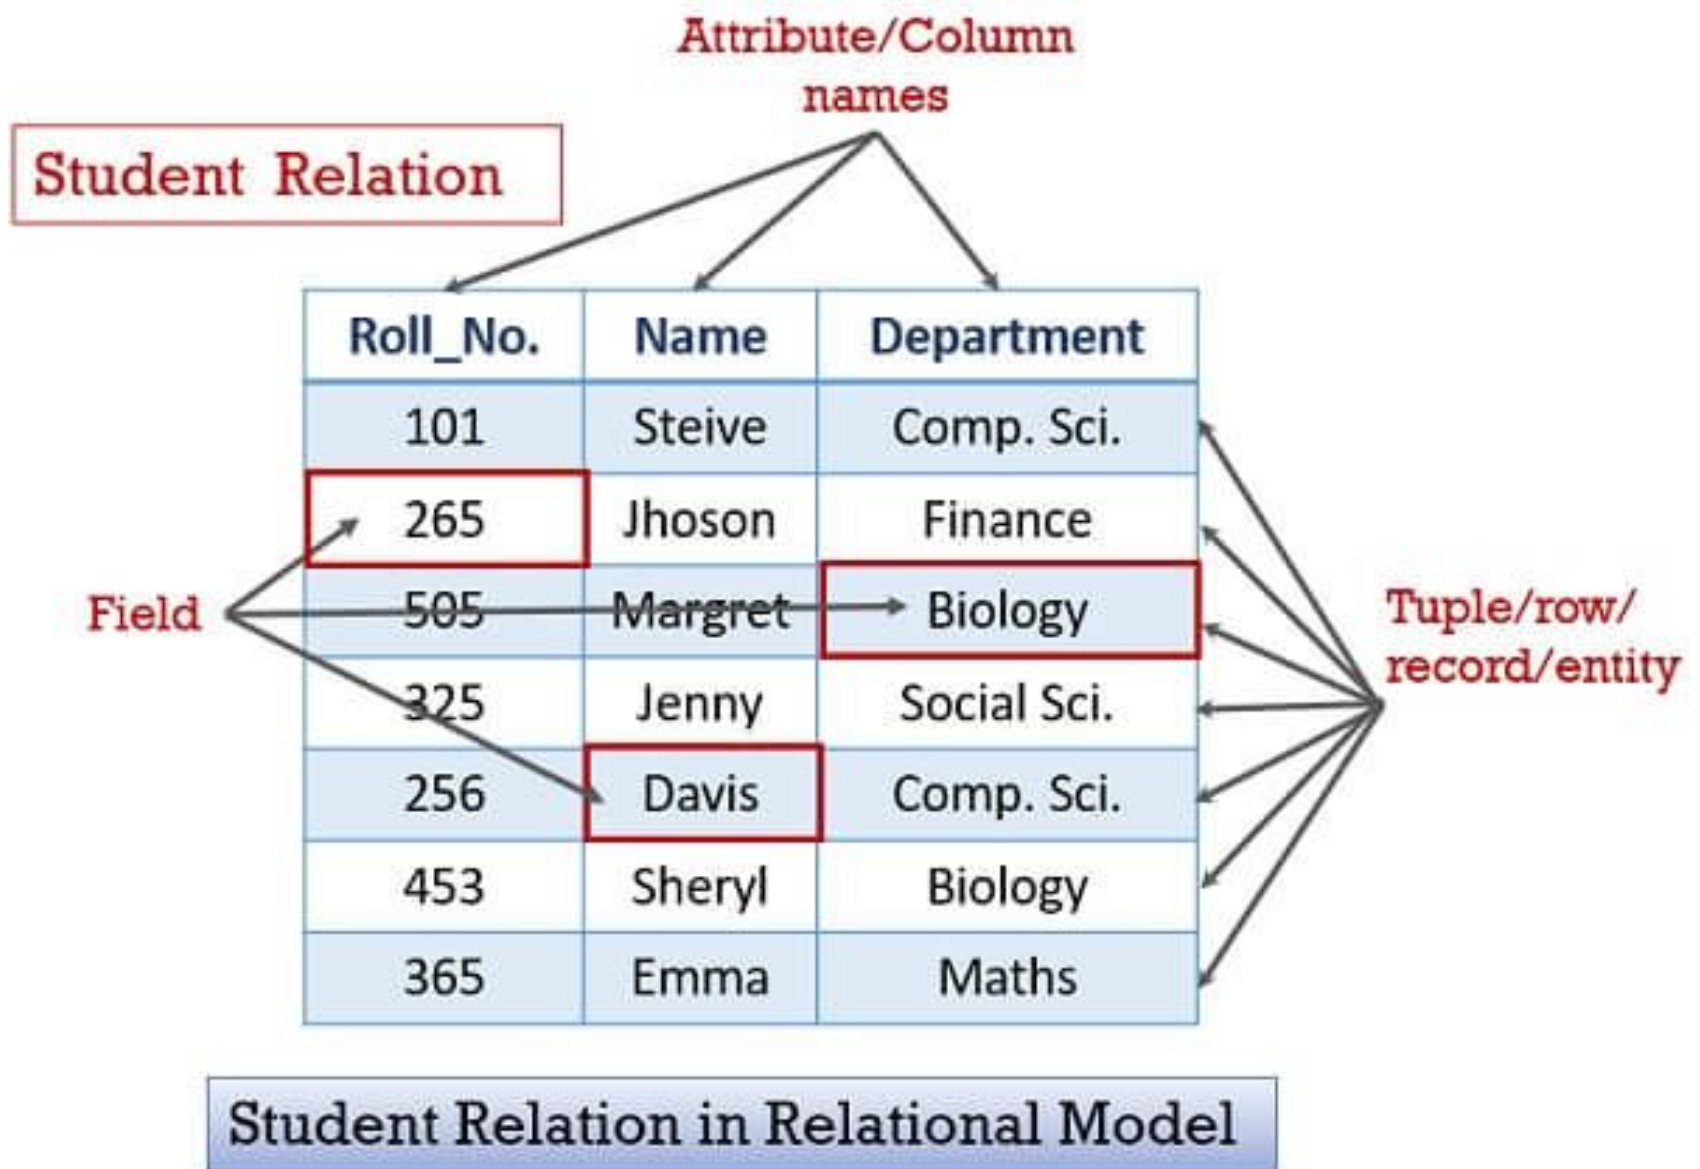 Attribute/Column
names
Student Relation
Roll_No. Name Department
101 Steive Comp. Sci.
265 Jhoson Finance
505 Margret Biology
325 Jenny Social Sci.
256 Davis Comp. Sci.
453 Sheryl Biology
365 Emma Maths
Field
Tuple/row/
record/entity
Student Relation in Relational Model